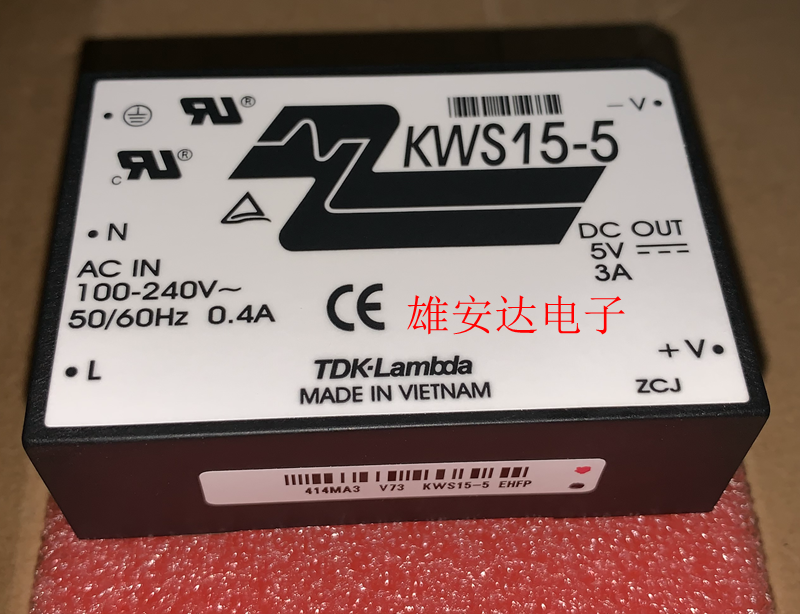 KWS15-5
−V
N
AC IN
100-240V~
50/60Hz 0.4A
L
DC OUT
5V
3A
CE
雄安达电子
+V
TDK-Lambda
MADE IN VIETNAM
ZCJ
414MA3 V73 KWS15-5 EHFP